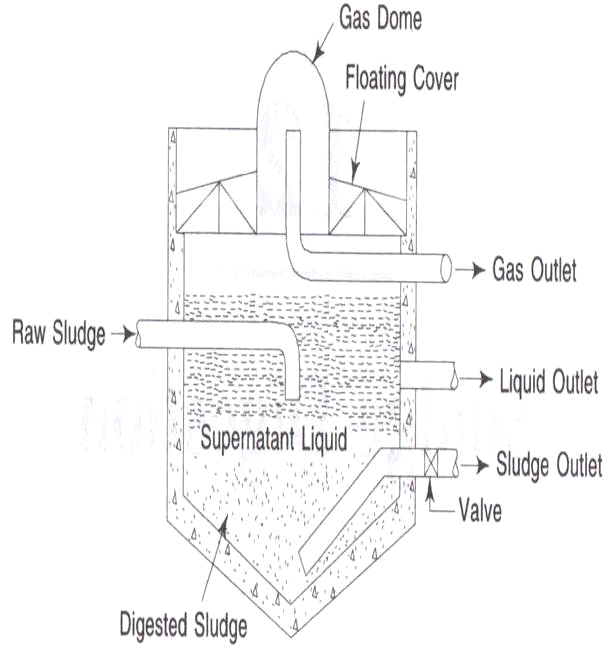 Gas Dome
Floating Cover
Gas Outlet
Raw Sludge
Liquid Outlet
Supernatant Liquid
Sludge Outlet
Valve
Digested Sludge